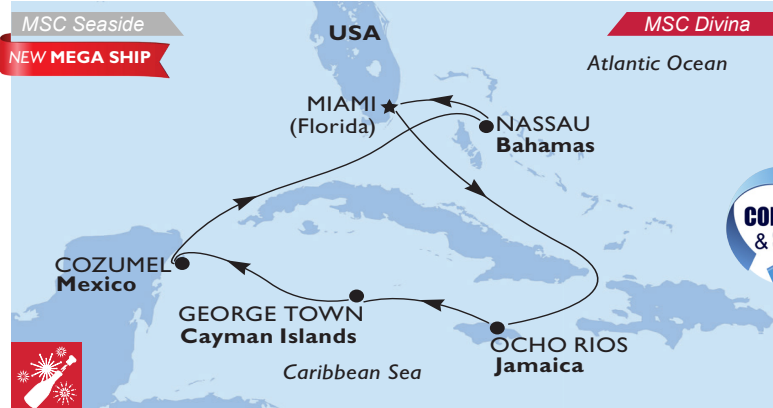 MSC Seaside
NEW MEGA SHIP
MSC Divina
USA
Atlantic Ocean
MIAMI
(Florida)
NASSAU
Bahamas
COZUMEL
Mexico
GEORGE TOWN
Cayman Islands
OCHO RIOS
Jamaica
Caribbean Sea
&